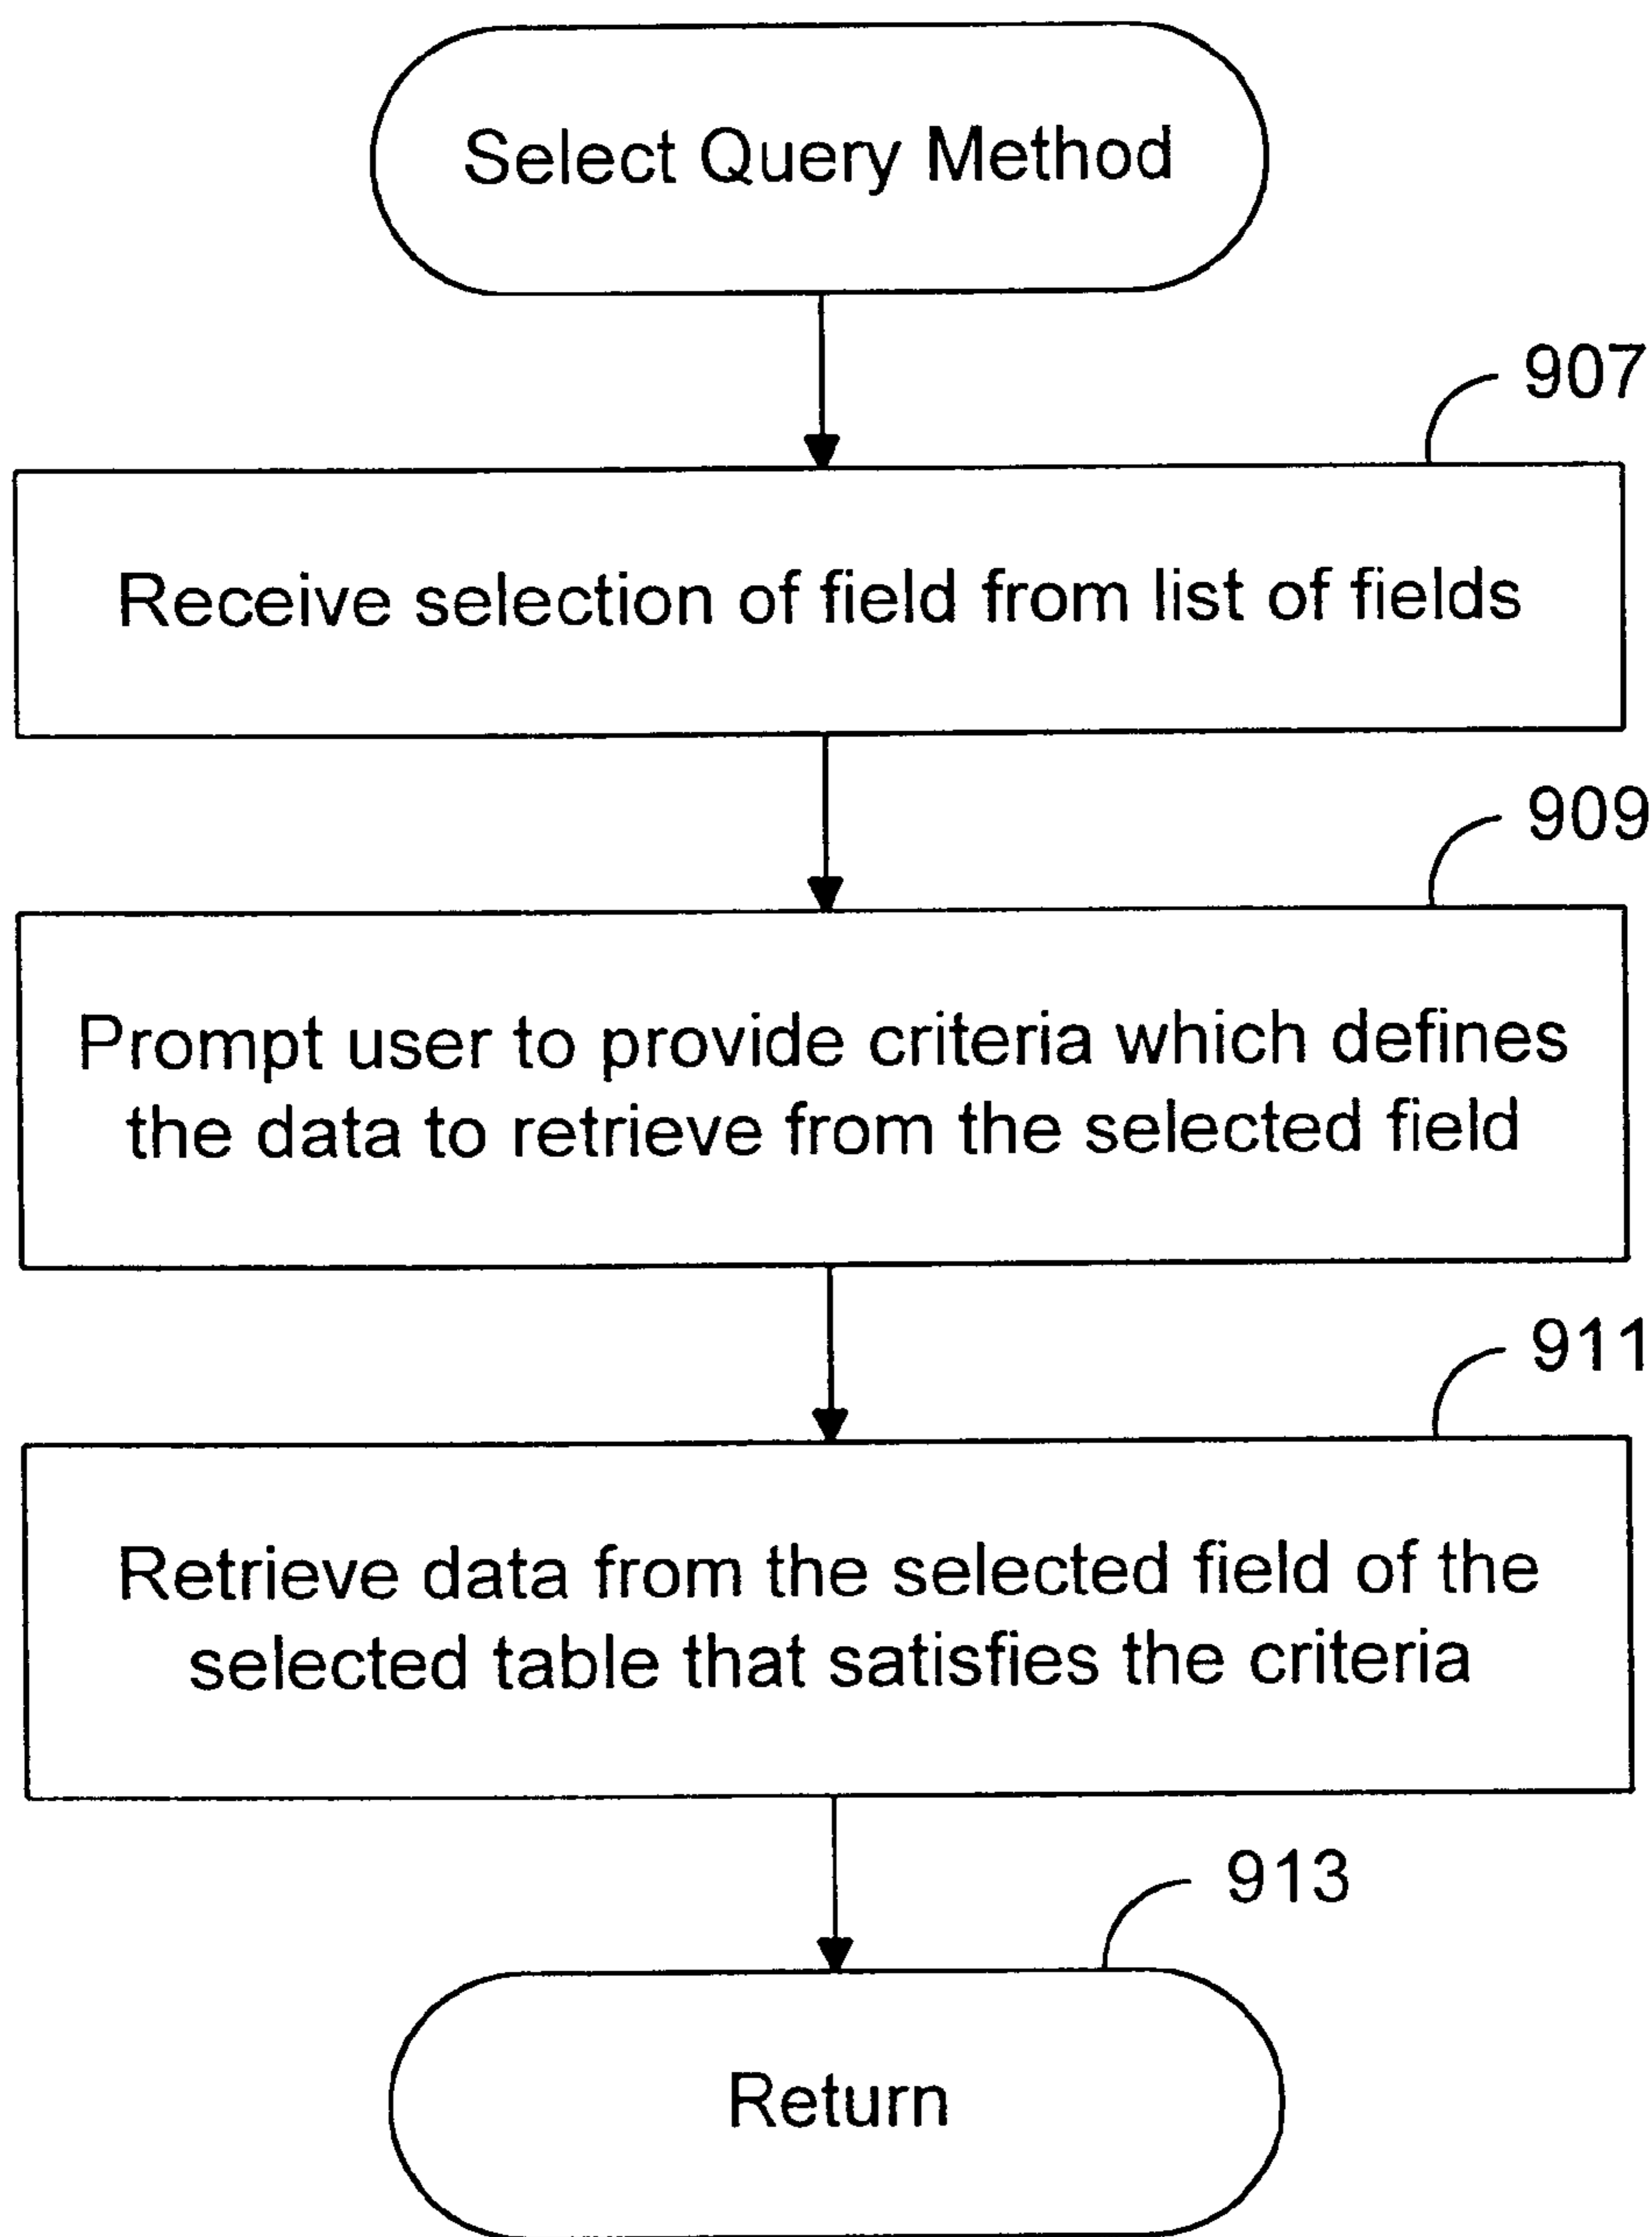 Select Query Method
907
Receive selection of field from list of fields
909
Prompt user to provide criteria which defines
the data to retrieve from the selected field
911
Retrieve data from the selected field of the
selected table that satisfies the criteria
913
Return